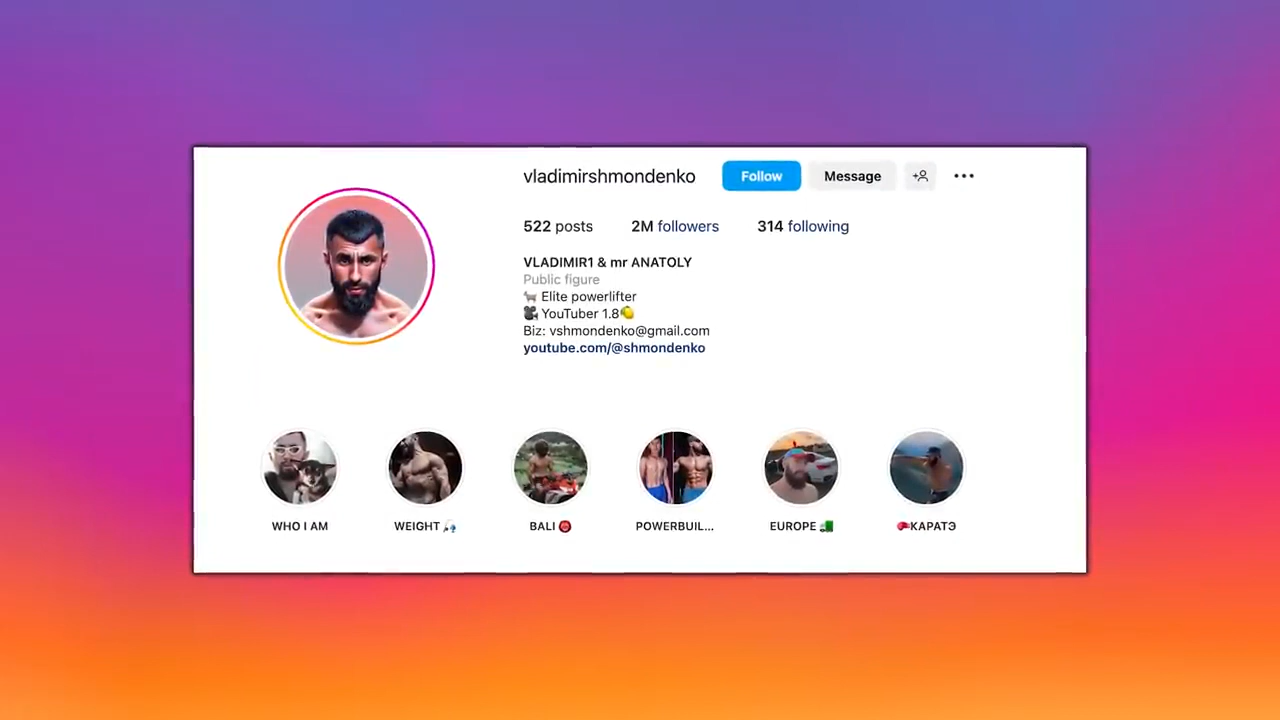 vladimirshmondenko Follow Message
522 posts 2M followers 314 following
VLADIMIR1 & mr ANATOLY
Public figure
🐐 Elite powerlifter
🎥 YouTuber 1.8🍋
Biz: vshmondenko@gmail.com
youtube.com/@shmondenko
WHO I AM WEIGHT BALI POWERBUIL... EUROPE КАРАТЭ